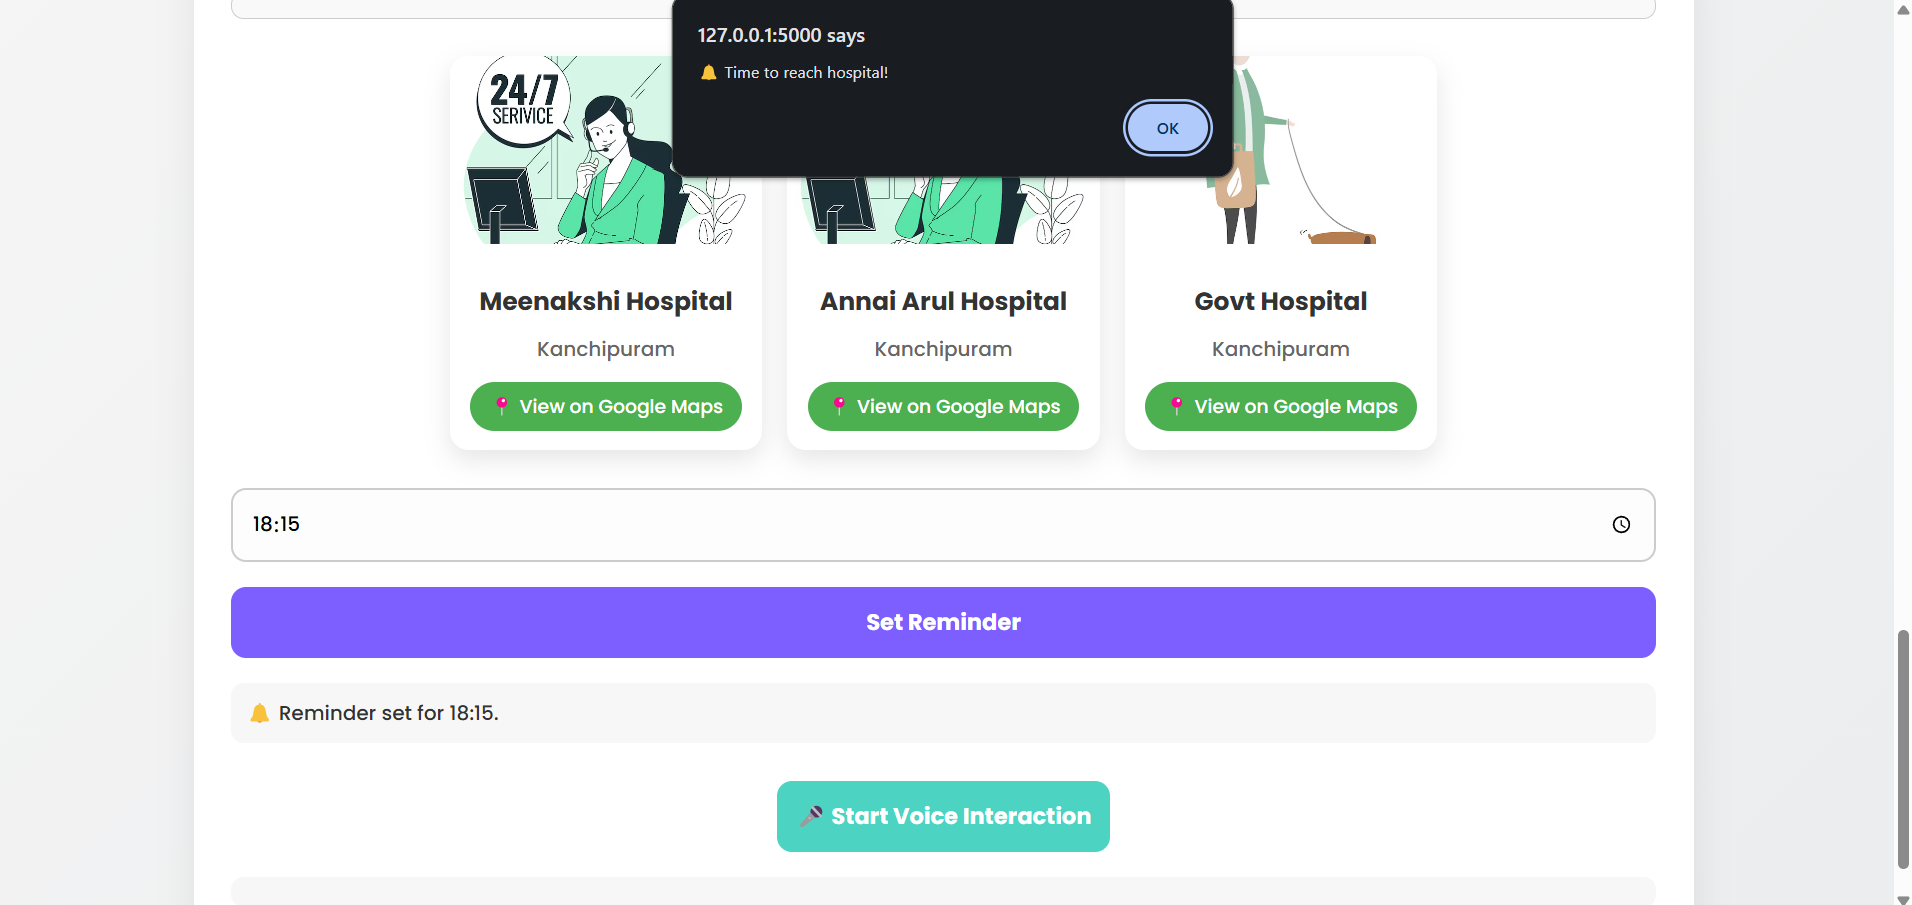 127.0.0.1:5000 says
🔔 Time to reach hospital!
OK
24/7
SERIVICE
Meenakshi Hospital
Annai Arul Hospital
Govt Hospital
Kanchipuram
Kanchipuram
Kanchipuram
📍 View on Google Maps
📍 View on Google Maps
📍 View on Google Maps
18:15
Set Reminder
🔔 Reminder set for 18:15.
🎤 Start Voice Interaction